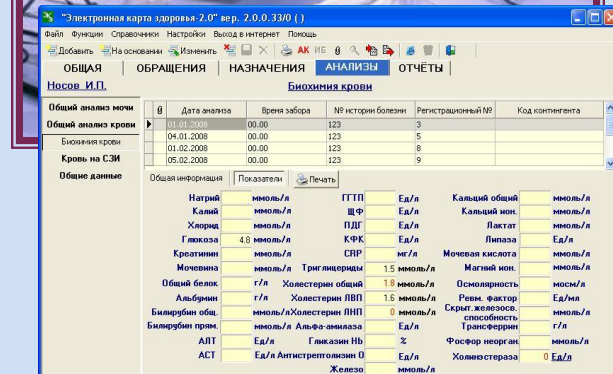 "Электронная карта здоровья-2.0" вер. 2.0.0.33/0 ( )
Файл Функции Справочники Настройки Выход в интернет Помощь
Добавить На основании Изменить АК ИБ
ОБЩАЯ ОБРАЩЕНИЯ НАЗНАЧЕНИЯ АНАЛИЗЫ ОТЧЁТЫ
Носов И.П. Биохимия крови
Общий анализ мочи
Общий анализ крови
Биохимия крови
Кровь на СЗИ
Общие данные
Дата анализа Время забора № истории болезни Регистрационный № Код контингента
01.01.2008 00.00 123 3
04.01.2008 00.00 123 5
01.02.2008 00.00 123 8
05.02.2008 00.00 123 9
Общая информация Показатели Печать
Натрий ммоль/л ГГТП Ед/л Кальций общий ммоль/л
Калий ммоль/л ЩФ Ед/л Кальций ион. ммоль/л
Хлорид ммоль/л ПДГ Ед/л Лактат ммоль/л
Глюкоза 4.8 ммоль/л КФК Ед/л Липаза Ед/л
Креатинин ммоль/л СRP мг/л Мочевая кислота ммоль/л
Мочевина ммоль/л Триглицериды 1.5 ммоль/л Магний ион. ммоль/л
Общий белок г/л Холестерин общий 1.8 ммоль/л Осмолярность мосм/л
Альбумин г/л Холестерин ЛВП 1.6 ммоль/л Ревм. фактор Ед/мл
Билирубин общ. ммоль/л Холестерин ЛНП 0 ммоль/л Скрыт.железосв. способность ммоль/л
Билирубин прям. ммоль/л Альфа-амилаза Ед/л Трансферрин г/л
АЛТ Ед/л Гликазин Hb % Фосфор неорган. ммоль/л
АСТ Ед/л Антистрептолизин О Ед/л Холинэстераза 0 Ед/л
Железо ммоль/л